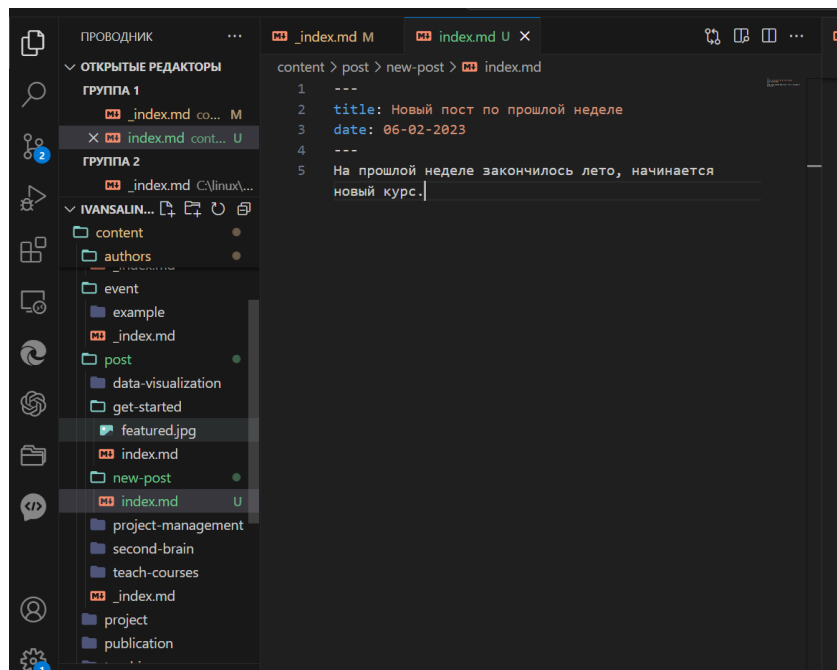 ПРОВОДНИК ···
ОТКРЫТЫЕ РЕДАКТОРЫ
ГРУППА 1
_index.md co... M
index.md cont... U
ГРУППА 2
_index.md C:\linux\...
IVANSALIN...
content
authors
event
example
_index.md
post
data-visualization
get-started
featured.jpg
index.md
new-post
index.md U
project-management
second-brain
teach-courses
_index.md
project
publication
2
1
_index.md M
index.md U
content > post > new-post > index.md
1 ---
2 title: Новый пост по прошлой неделе
3 date: 06-02-2023
4 ---
5 На прошлой неделе закончилось лето, начинается
новый курс.